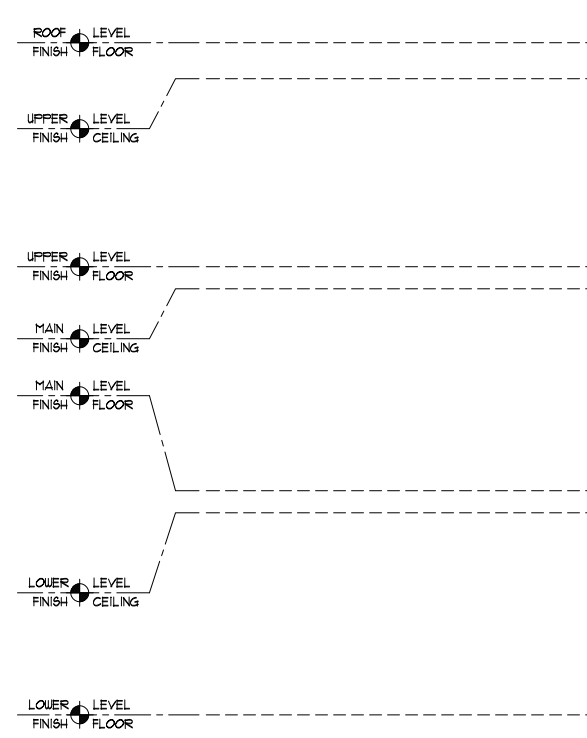 ROOF LEVEL
FINISH FLOOR
UPPER LEVEL
FINISH CEILING
UPPER LEVEL
FINISH FLOOR
MAIN LEVEL
FINISH CEILING
MAIN LEVEL
FINISH FLOOR
LOWER LEVEL
FINISH CEILING
LOWER LEVEL
FINISH FLOOR